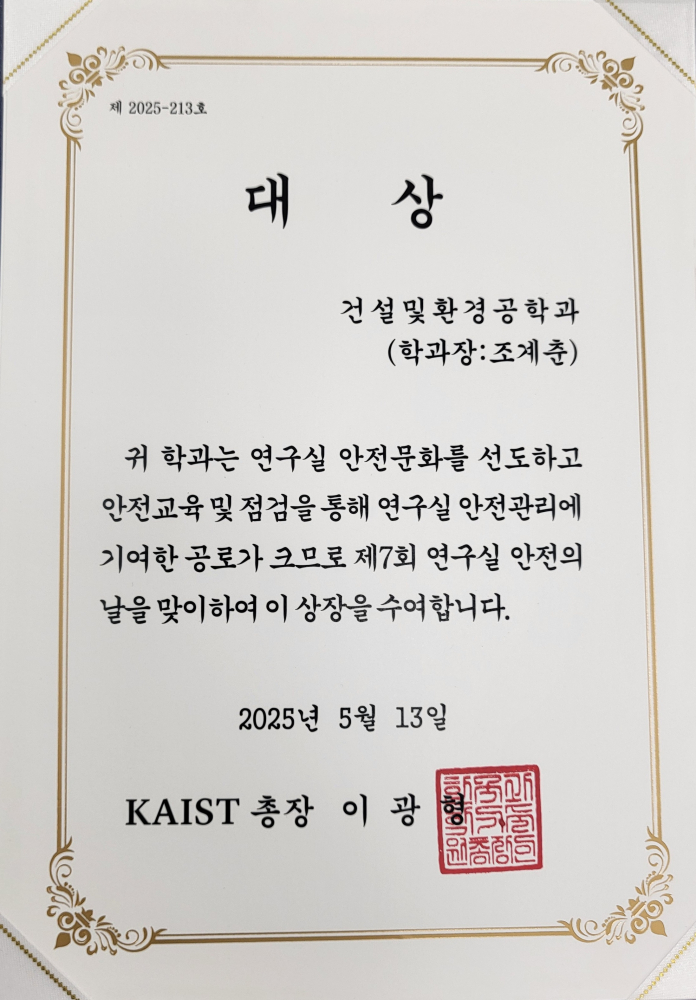 제 2025-213호
대 상
건설및환경공학과
(학과장:조계춘)
귀 학과는 연구실 안전문화를 선도하고
안전교육 및 점검을 통해 연구실 안전관리에
기여한 공로가 크므로 제7회 연구실 안전의
날을 맞이하여 이 상장을 수여합니다.
2025년 5월 13일
KAIST 총장 이 광 형